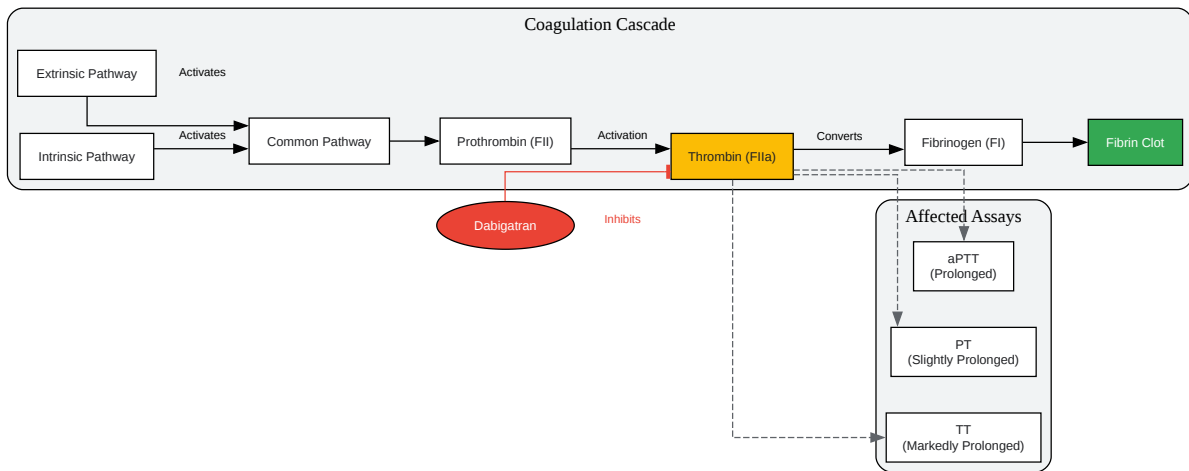 Coagulation Cascade
Extrinsic Pathway
Activates
Intrinsic Pathway
Activates
Common Pathway
Prothrombin (FII)
Activation
Thrombin (FIIa)
Converts
Fibrinogen (FI)
Fibrin Clot
Dabigatran
Inhibits
Affected Assays
aPTT
(Prolonged)
PT
(Slightly Prolonged)
TT
(Markedly Prolonged)